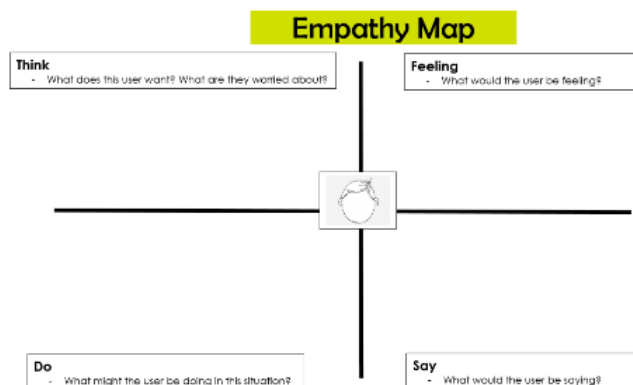 Empathy Map
Think
- What does this user want? What are they worried about?
Feeling
- What would the user be feeling?
Do
- What might the user be doing in this situation?
Say
- What would the user be saying?